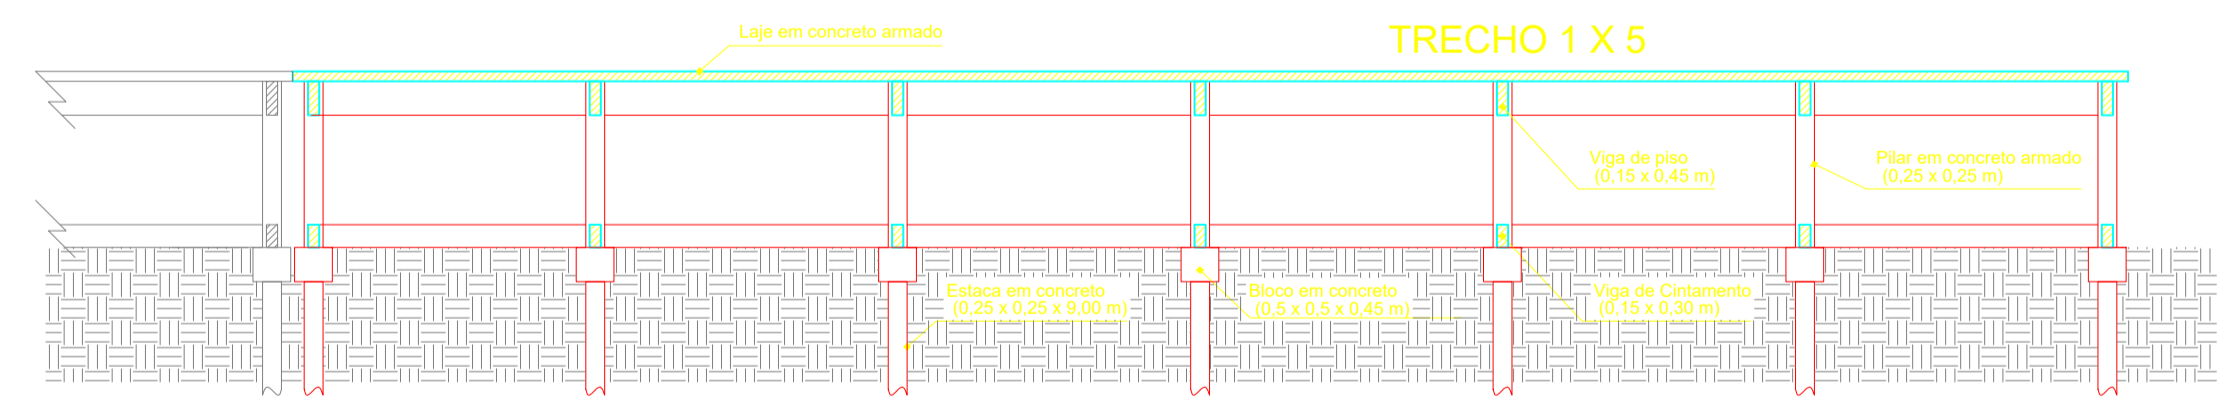 Laje em concreto armado
TRECHO 1 X 5
Viga de piso
(0,15 x 0,45 m)
Pilar em concreto armado
(0,25 x 0,25 m)
Estaca em concreto
(0,25 x 0,25 x 9,00 m)
Bloco em concreto
(0,5 x 0,5 x 0,45 m)
Viga de Cintamento
(0,15 x 0,30 m)